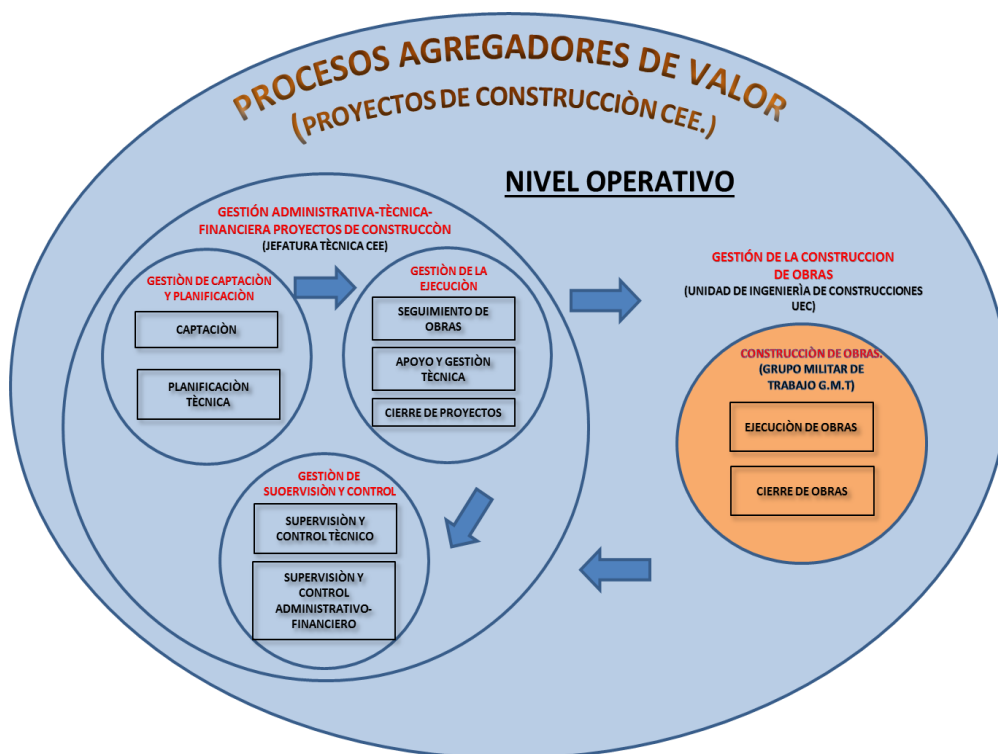 PROCESOS AGREGADORES DE VALOR
(PROYECTOS DE CONSTRUCCIÒN CEE.)
NIVEL OPERATIVO
GESTIÓN ADMINISTRATIVA-TÈCNICA-
FINANCIERA PROYECTOS DE CONSTRUCCÒN
(JEFATURA TÈCNICA CEE)
GESTIÒN DE CAPTACIÒN
Y PLANIFICACIÒN
CAPTACIÒN
PLANIFICACIÒN
TÈCNICA
GESTIÒN DE LA
EJECUCIÒN
SEGUIMIENTO DE
OBRAS
APOYO Y GESTIÒN
TÈCNICA
CIERRE DE PROYECTOS
GESTIÒN DE
SUOERVISIÒN Y CONTROL
SUPERVISIÒN Y
CONTROL TÈCNICO
SUPERVISIÒN Y
CONTROL
ADMINISTRATIVO-
FINANCIERO
GESTIÓN DE LA CONSTRUCCION
DE OBRAS
(UNIDAD DE INGENIERÌA DE CONSTRUCCIONES
UEC)
CONSTRUCCIÒN DE OBRAS.
(GRUPO MILITAR DE
TRABAJO G.M.T)
EJECUCIÒN DE OBRAS
CIERRE DE OBRAS